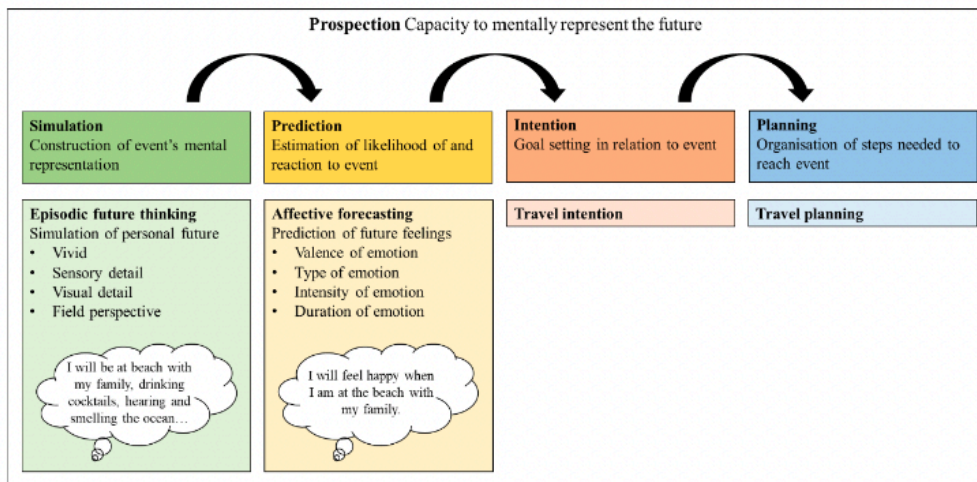 Prospection Capacity to mentally represent the future
Simulation
Construction of event's mental
representation
Prediction
Estimation of likelihood of and
reaction to event
Intention
Goal setting in relation to event
Planning
Organisation of steps needed to
reach event
Episodic future thinking
Simulation of personal future
• Vivid
• Sensory detail
• Visual detail
• Field perspective
I will be at beach with
my family, drinking
cocktails, hearing and
smelling the ocean…
Affective forecasting
Prediction of future feelings
• Valence of emotion
• Type of emotion
• Intensity of emotion
• Duration of emotion
I will feel happy when
I am at the beach with
my family.
Travel intention
Travel planning